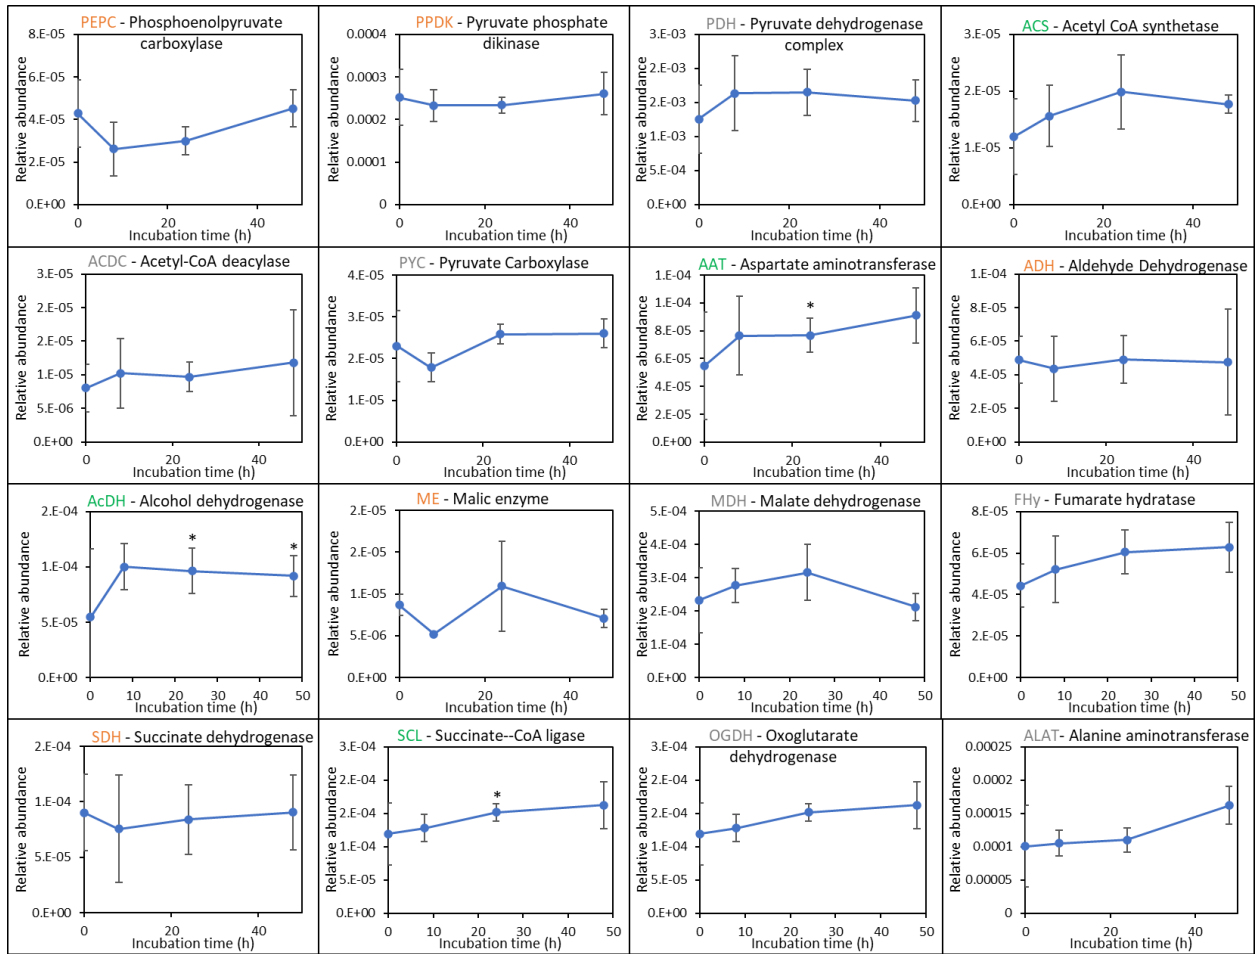 PEPC - Phosphoenolpyruvate
carboxylase
Relative abundance
8.E-05
6.E-05
4.E-05
2.E-05
0.E+00
0 20 40
Incubation time (h)
PPDK - Pyruvate phosphate
dikinase
Relative abundance
0.0004
0.0003
0.0002
0.0001
0.E+00
0 20 40
Incubation time (h)
PDH - Pyruvate dehydrogenase
complex
Relative abundance
3.E-03
2.E-03
2.E-03
1.E-03
5.E-04
0.E+00
0 20 40
Incubation time (h)
ACS - Acetyl CoA synthetase
Relative abundance
3.E-05
2.E-05
1.E-05
0.E+00
0 20 40
Incubation time (h)
ACDC - Acetyl-CoA deacylase
Relative abundance
3.E-05
2.E-05
2.E-05
1.E-05
5.E-06
0.E+00
0 20 40
Incubation time (h)
PYC - Pyruvate Carboxylase
Relative abundance
4.E-05
3.E-05
2.E-05
1.E-05
0.E+00
0 20 40
Incubation time (h)
AAT - Aspartate aminotransferase
Relative abundance
1.E-04
1.E-04
8.E-05
5.E-05
2.E-05
0.E+00
*
0 20 40
Incubation time (h)
ADH - Aldehyde Dehydrogenase
Relative abundance
1.E-04
8.E-05
6.E-05
4.E-05
2.E-05
0.E+00
0 20 40
Incubation time (h)
AcDH - Alcohol dehydrogenase
Relative abundance
2.E-04
1.E-04
5.E-05
0.E+00
* *
0 10 20 30 40 50
Incubation time (h)
ME - Malic enzyme
Relative abundance
2.E-05
1.E-05
5.E-06
0.E+00
0 20 40
Incubation time (h)
MDH - Malate dehydrogenase
Relative abundance
5.E-04
4.E-04
3.E-04
2.E-04
1.E-04
0.E+00
0 10 20 30 40 50
Incubation time (h)
FHy - Fumarate hydratase
Relative abundance
8.E-05
6.E-05
4.E-05
2.E-05
0.E+00
0 10 20 30 40 50
Incubation time (h)
SDH - Succinate dehydrogenase
Relative abundance
2.E-04
1.E-04
5.E-05
0.E+00
0 20 40
Incubation time (h)
SCL - Succinate--CoA ligase
Relative abundance
3.E-04
2.E-04
2.E-04
1.E-04
5.E-05
0.E+00
*
0 10 20 30 40 50
Incubation time (h)
OGDH - Oxoglutarate
dehydrogenase
Relative abundance
3.E-04
2.E-04
2.E-04
1.E-04
5.E-05
0.E+00
0 10 20 30 40 50
Incubation time (h)
ALAT- Alanine aminotransferase
Relative abundance
0.00025
0.0002
0.00015
0.0001
0.00005
0
0 20 40
Incubation time (h)